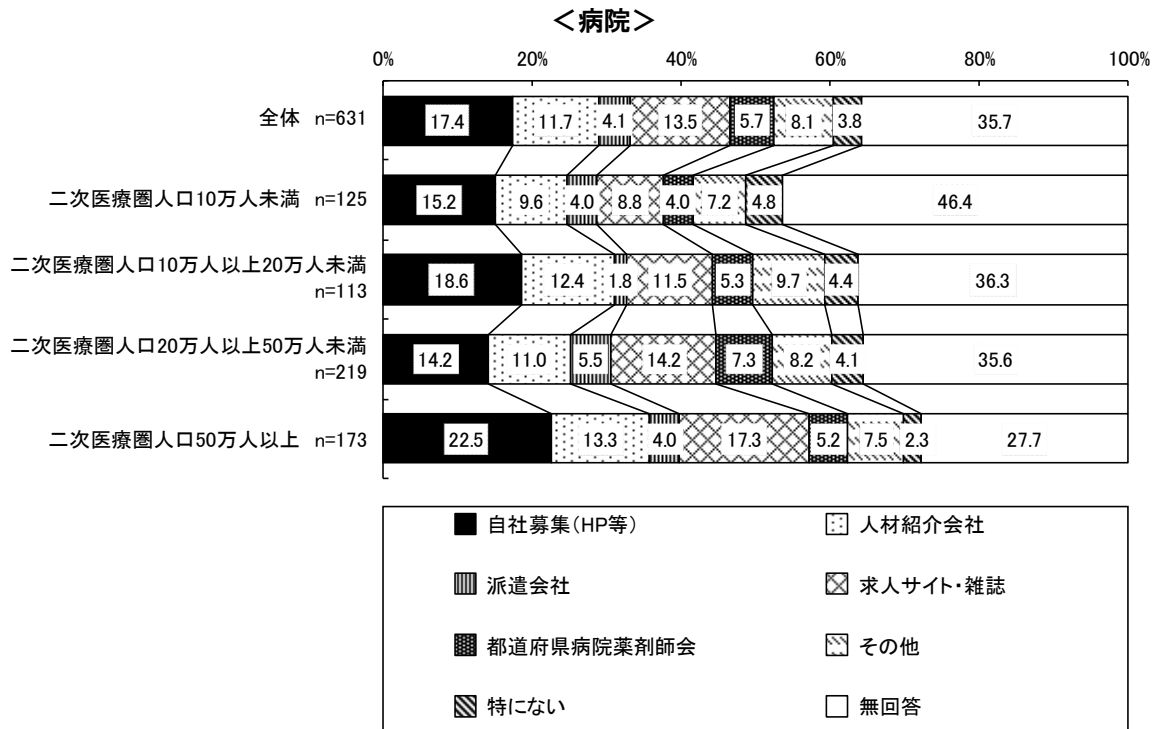 ＜病院＞
0% 20% 40% 60% 80% 100%
全体 n=631 17.4 11.7 4.1 13.5 5.7 8.1 3.8 35.7
二次医療圏人口10万人未満 n=125 15.2 9.6 4.0 8.8 4.0 7.2 4.8 46.4
二次医療圏人口10万人以上20万人未満
n=113 18.6 12.4 1.8 11.5 5.3 9.7 4.4 36.3
二次医療圏人口20万人以上50万人未満
n=219 14.2 11.0 5.5 14.2 7.3 8.2 4.1 35.6
二次医療圏人口50万人以上 n=173 22.5 13.3 4.0 17.3 5.2 7.5 2.3 27.7
自社募集（HP等） 人材紹介会社
派遣会社 求人サイト・雑誌
都道府県病院薬剤師会 その他
特にない 無回答